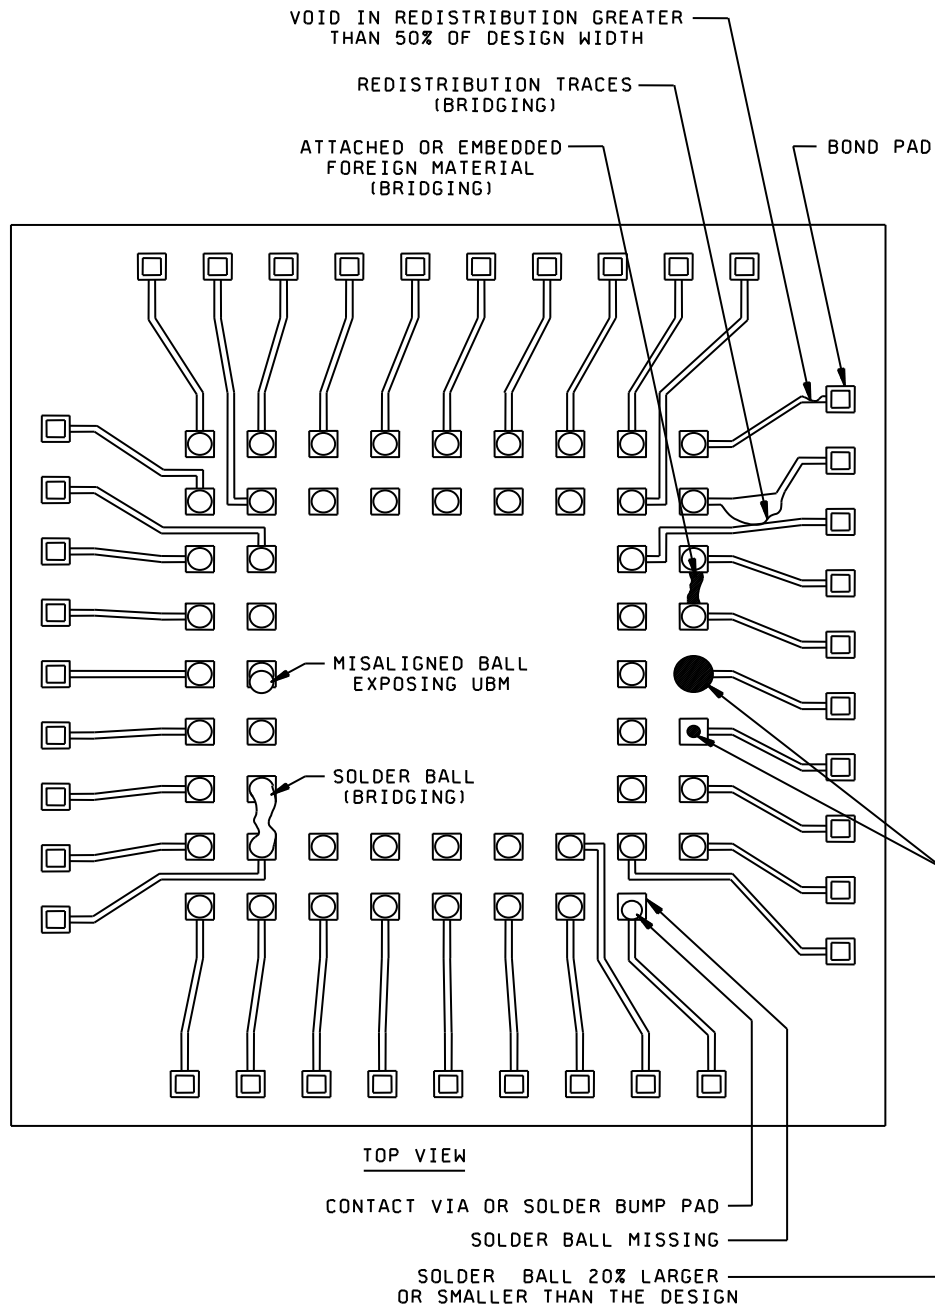 VOID IN REDISTRIBUTION GREATER
THAN 50% OF DESIGN WIDTH
REDISTRIBUTION TRACES
(BRIDGING)
ATTACHED OR EMBEDDED
FOREIGN MATERIAL
(BRIDGING)
BOND PAD
MISALIGNED BALL
EXPOSING UBM
SOLDER BALL
(BRIDGING)
TOP VIEW
CONTACT VIA OR SOLDER BUMP PAD
SOLDER BALL MISSING
SOLDER BALL 20% LARGER
OR SMALLER THAN THE DESIGN